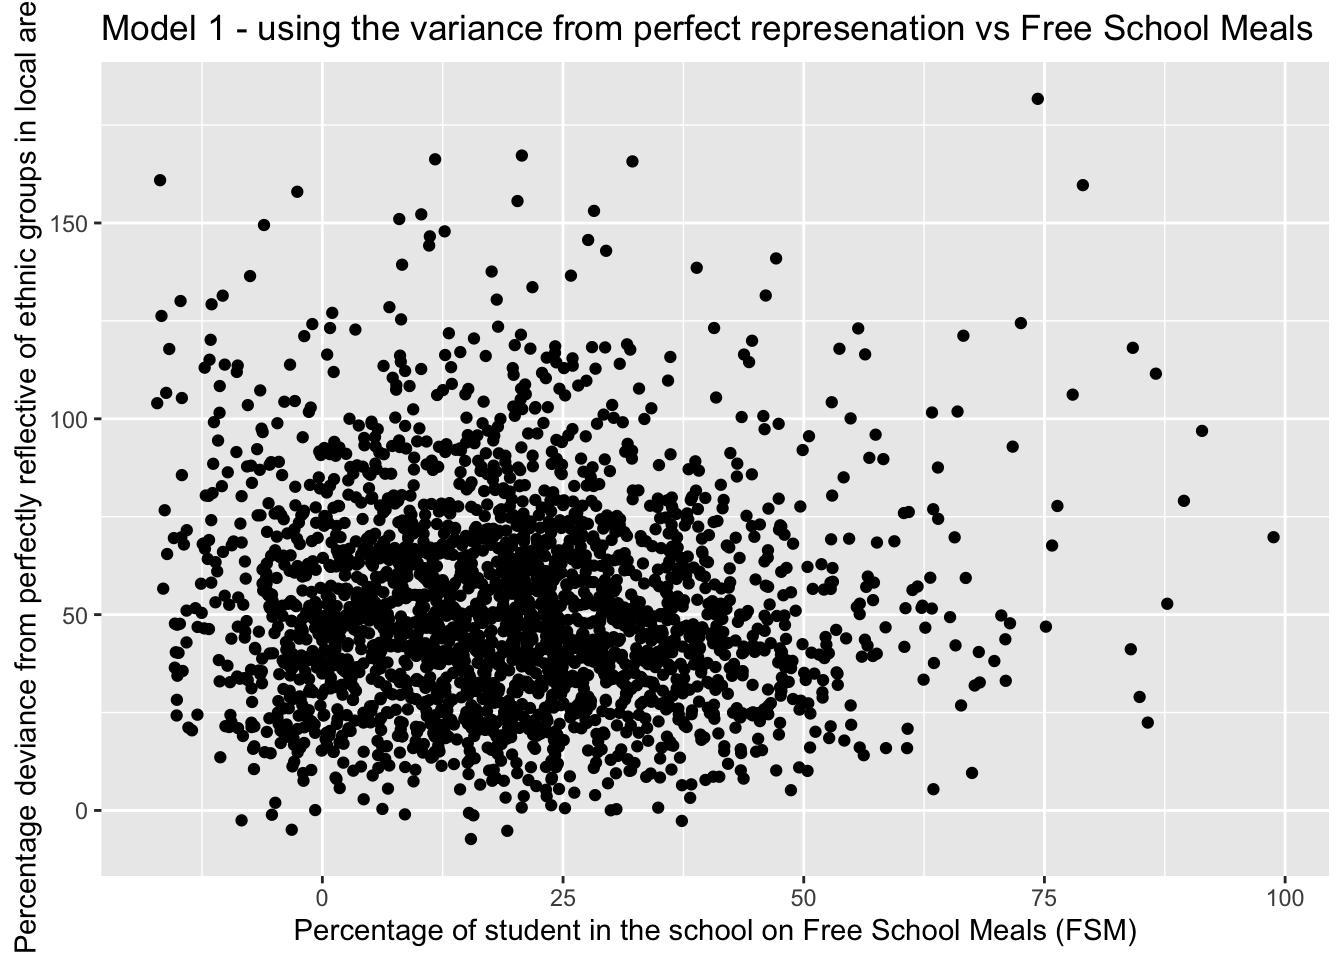 Model 1 - using the variance from perfect represenation vs Free School Meals
Percentage deviance from perfectly reflective of ethnic groups in local are
150
100
50
0
0 25 50 75 100
Percentage of student in the school on Free School Meals (FSM)